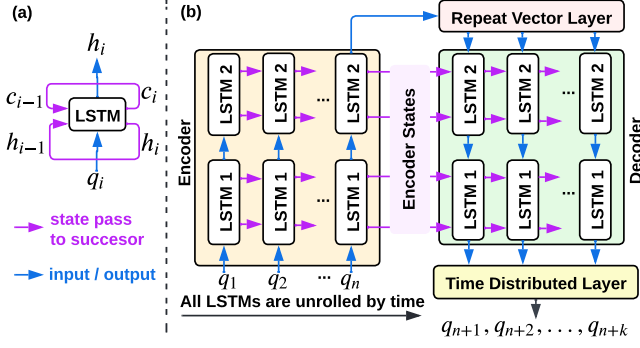 (a)
h_i
c_{i−1}
c_i
LSTM
h_{i−1}
h_i
q_i
state pass
to succesor
input / output
(b)
Repeat Vector Layer
Encoder
LSTM 2
LSTM 2
...
LSTM 2
LSTM 1
LSTM 1
...
LSTM 1
Encoder States
LSTM 2
LSTM 2
...
LSTM 2
LSTM 1
LSTM 1
...
LSTM 1
Decoder
q_1
q_2
...
q_n
All LSTMs are unrolled by time
Time Distributed Layer
q_{n+1}, q_{n+2}, . . . , q_{n+k}